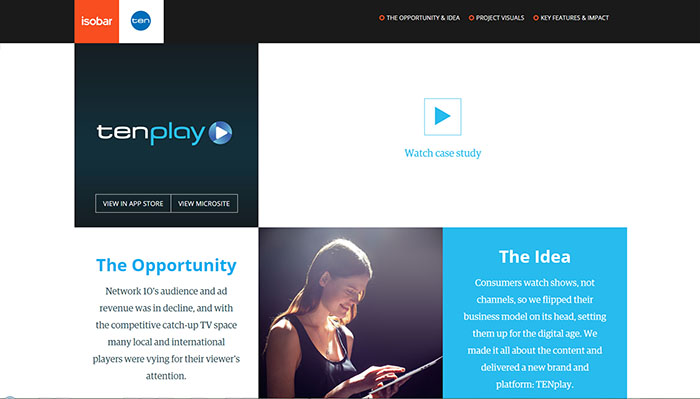 isobar
ten
THE OPPORTUNITY & IDEA
PROJECT VISUALS
KEY FEATURES & IMPACT
tenplay
VIEW IN APP STORE
VIEW MICROSITE
Watch case study
The Opportunity
Network 10's audience and ad
revenue was in decline, and with
the competitive catch-up TV space
many local and international
players were vying for their viewer's
attention.
The Idea
Consumers watch shows, not
channels, so we flipped their
business model on its head, setting
them up for the digital age. We
made it all about the content and
delivered a new brand and
platform: TENplay.